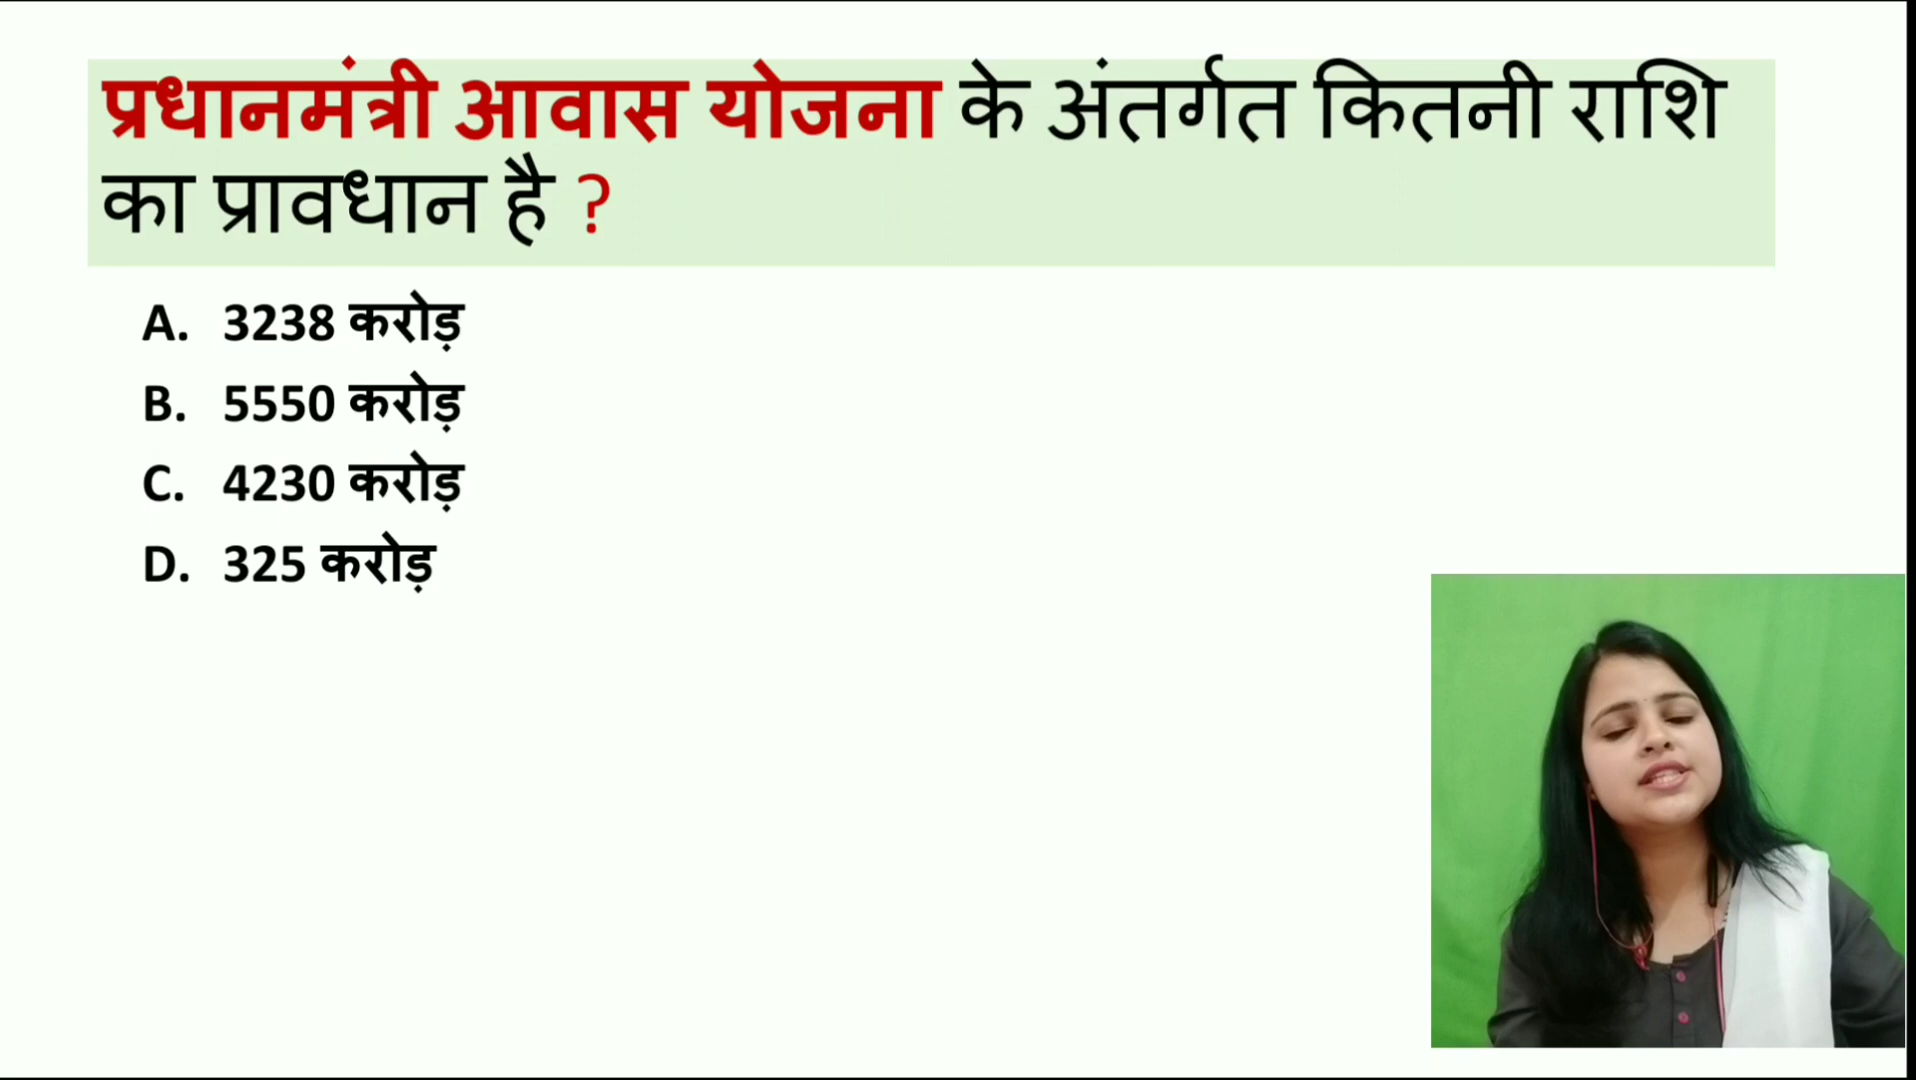 प्रधानमंत्री आवास योजना के अंतर्गत कितनी राशि
का प्रावधान है ?
A. 3238 करोड़
B. 5550 करोड़
C. 4230 करोड़
D. 325 करोड़